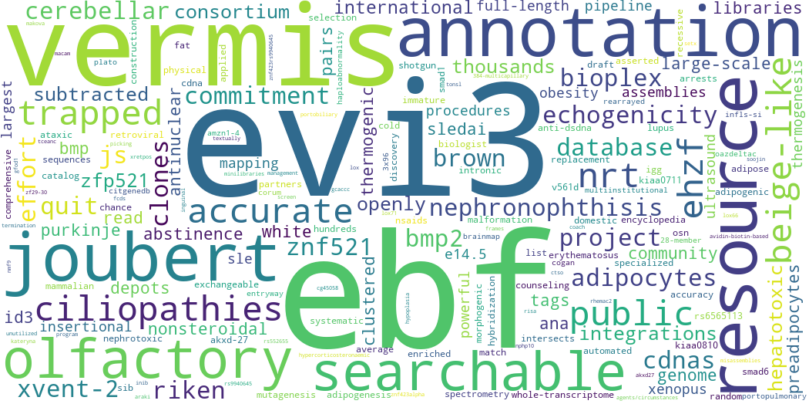 cerebellar consortium international full-length pipeline libraries
vermis annotation
selection
construction
pairs
shotgun
thousands
draft
asserted
large-scale
recessive
subtracted
fat
physical
applied
cdna
plato
commitment
bioplex
obesity
assemblies
arrests
largest
trapped
evi3
immature
procedures
echogenicity
antinuclear
thermogenic
cold
sledai
biologist
anti-dsdna
lupus
rearrayed
infls-si
ataxic
retroviral
bmp
mapping
discovery
brown
database
replacement
comprehensive
effort
js
clones
sequences
catalog
zfp521
citgenedb
partners
corum
3x96
intronic
nrt
igg
kiaa0711
ehzf
ultrasound
adipose
resource
beige-like
thermogenesis
quit
read
chance
accurate
openly
nephronophthisis
v561d
multiinstitutional
adipogenic
purkinje
abstinence
white
hundreds
nsaids
malformation
domestic
encyclopedia
joubert
sle
znf521
bmp2
project
erythematosus
osn
28-member
list
brainmap
e14.5
cogan
community
depots
mammalian
exchangeable
entryway
ebf
clustered
powerful
morphogenic
hybridization
adipocytes
specialized
counseling
accuracy
tags
rs6565113
id3
ciliopathies
insertional
nephrotoxic
systematic
ana
public
hepatotoxic
preadipocytes
nonsteroidal
integrations
kiaa0810
olfactory
akxd-27
average
enriched
match
intersects
automated
searchable
cdnas
smad6
xvent-2
sib
riken
mutagenesis
adipogenesis
spectrometry
whole-transcriptome
xenopus
genome
random
smad1